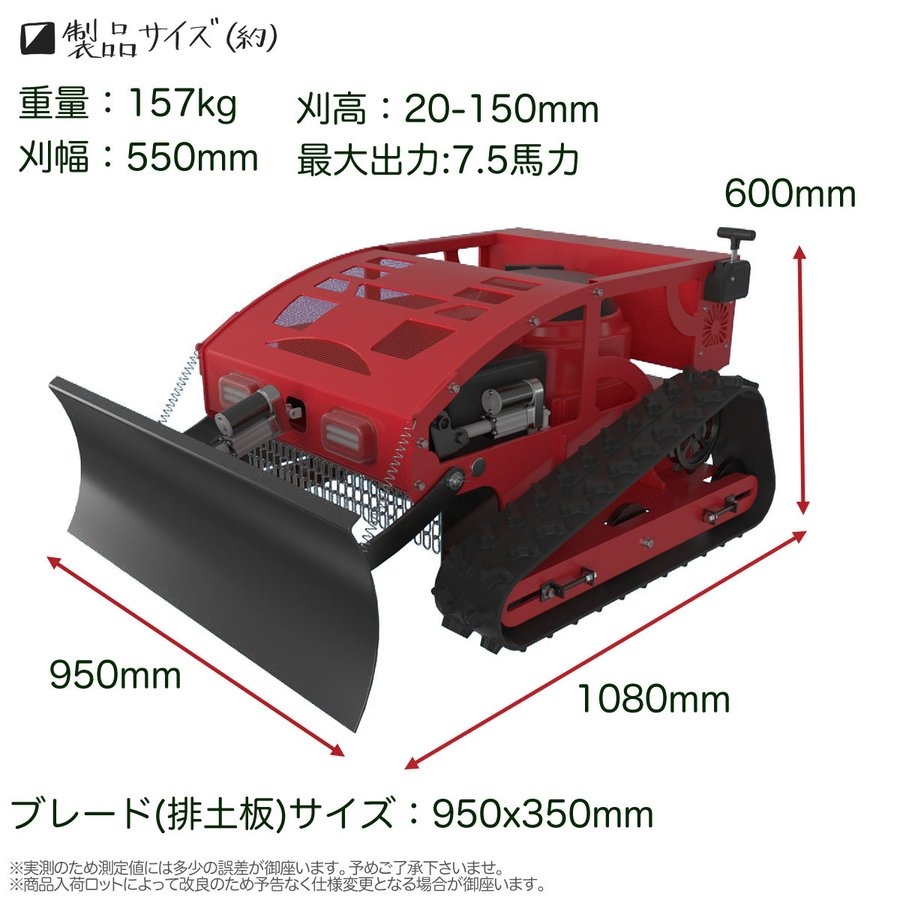 製品サイズ(約)
重量：157kg
刈高：20-150mm
刈幅：550mm
最大出力:7.5馬力
600mm
950mm
1080mm
ブレード(排土板)サイズ：950x350mm
※実測のため測定値には多少の誤差が御座います。予めご了承下さいませ。
※商品入荷ロットによって改良のため予告なく仕様変更となる場合が御座います。